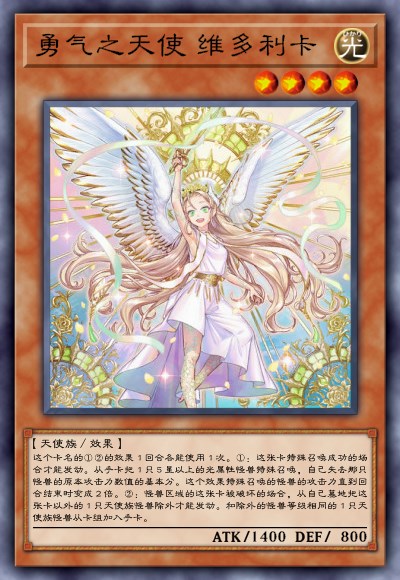 勇气之天使 维多利卡
ひかり
光
【天使族/效果】
这个卡名的①②的效果1回合各能使用1次。①:这张卡特殊召唤成功的场
合才能发动。从手卡把1只5星以上的光属性怪兽特殊召唤,自己失去那只
怪兽的原本攻击力数值的基本分。这个效果特殊召唤的怪兽的攻击力直到回
合结束时变成2倍。②:怪兽区域的这张卡被破坏的场合,从自己墓地把这
张卡以外的1只天使族怪兽除外才能发动。和除外的怪兽等级相同的1只天
使族怪兽从卡组加入手卡。
ATK/1400 DEF/ 800